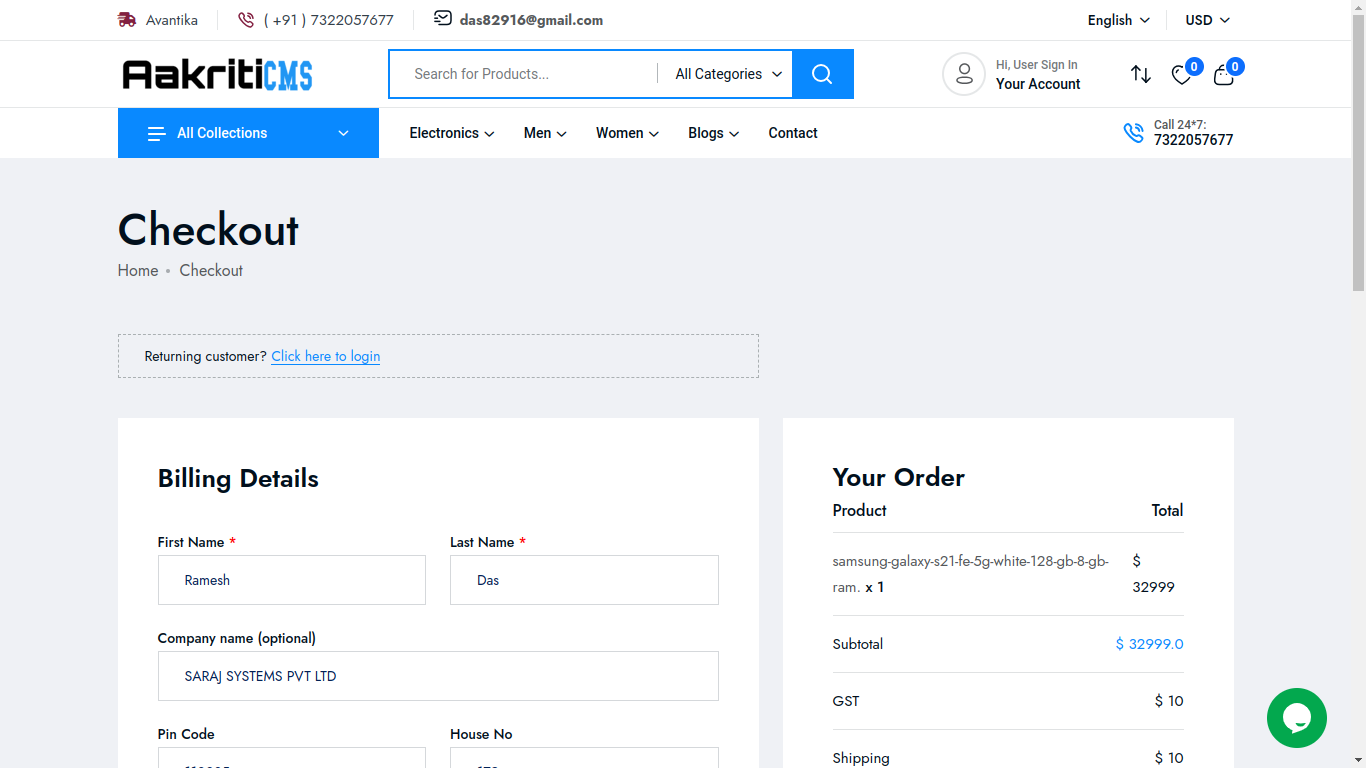 Avantika
( +91 ) 7322057677
das82916@gmail.com
English
USD
AakritiCMS
Search for Products...
All Categories
Hi, User Sign In
Your Account
0
0
All Collections
Electronics
Men
Women
Blogs
Contact
Call 24*7:
7322057677
Checkout
Home • Checkout
Returning customer? Click here to login
Billing Details
First Name *
Last Name *
Ramesh
Das
Company name (optional)
SARAJ SYSTEMS PVT LTD
Pin Code
House No
Your Order
Product Total
samsung-galaxy-s21-fe-5g-white-128-gb-8-gb-
ram. x 1
$
32999
Subtotal $ 32999.0
GST $ 10
Shipping $ 10